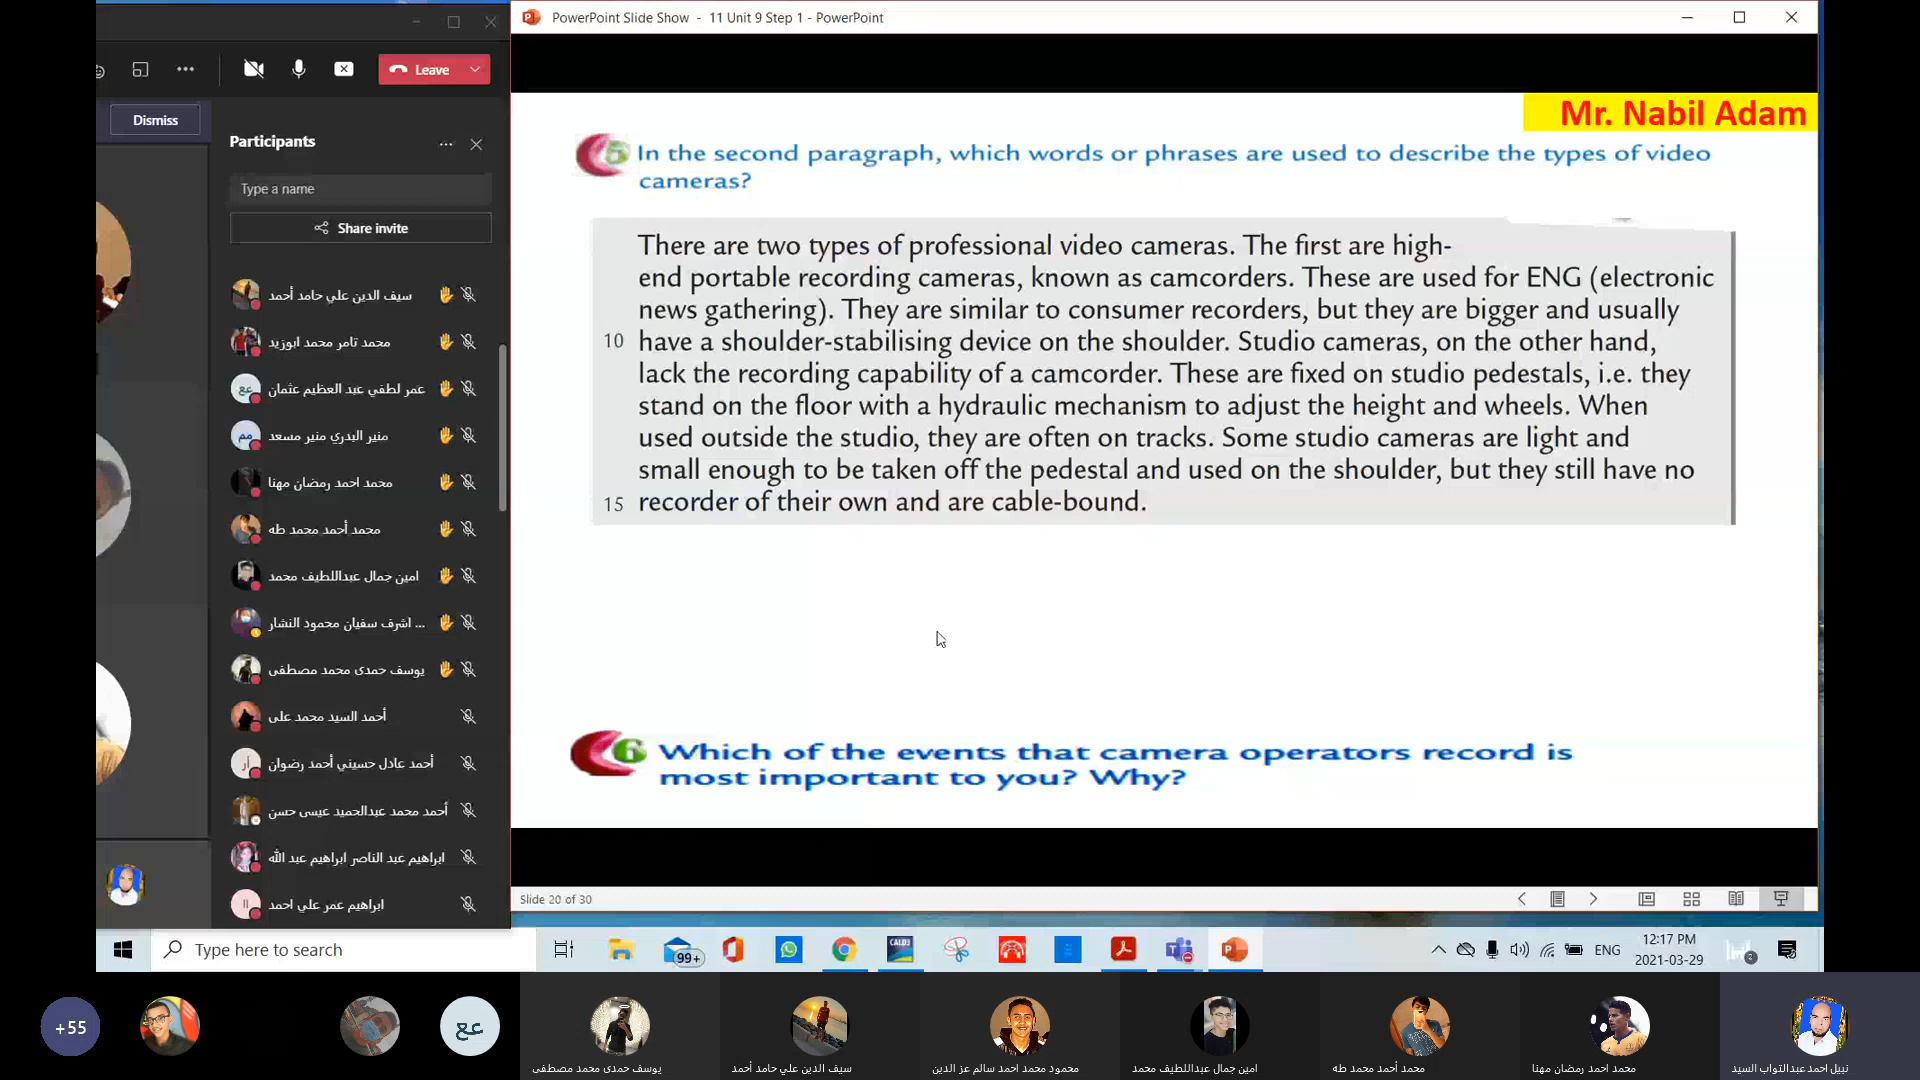 PowerPoint Slide Show - 11 Unit 9 Step 1 - PowerPoint
Leave
Dismiss
Participants
Type a name
Share invite
سيف الدين علي حامد أحمد
محمد تامر محمد ابوزيد
عع
عمر لطفي عبد العظيم عثمان
مم
منير البدري منير مسعد
محمد احمد رمضان مهنا
محمد أحمد محمد طه
امين جمال عبداللطيف محمد
اشرف سفيان محمود النشار ...
يوسف حمدى محمد مصطفى
أحمد السيد محمد على
أر
أحمد عادل حسيني أحمد رضوان
أحمد محمد عبدالحميد عيسى حسن
ابراهيم عبد الناصر ابراهيم عبد الله
اا
ابراهيم عمر علي احمد
Mr. Nabil Adam
5 In the second paragraph, which words or phrases are used to describe the types of video
cameras?
There are two types of professional video cameras. The first are high-
end portable recording cameras, known as camcorders. These are used for ENG (electronic
news gathering). They are similar to consumer recorders, but they are bigger and usually
10 have a shoulder-stabilising device on the shoulder. Studio cameras, on the other hand,
lack the recording capability of a camcorder. These are fixed on studio pedestals, i.e. they
stand on the floor with a hydraulic mechanism to adjust the height and wheels. When
used outside the studio, they are often on tracks. Some studio cameras are light and
small enough to be taken off the pedestal and used on the shoulder, but they still have no
15 recorder of their own and are cable-bound.
6 Which of the events that camera operators record is
most important to you? Why?
Slide 20 of 30
Type here to search
99+
CALDJ
ENG
12:17 PM
2021-03-29
2
+55
عع
يوسف حمدى محمد مصطفى
سيف الدين علي حامد أحمد
محمود محمد احمد سالم عز الدين
امين جمال عبداللطيف محمد
محمد أحمد محمد طه
محمد احمد رمضان مهنا
نبيل احمد عبدالتواب السيد